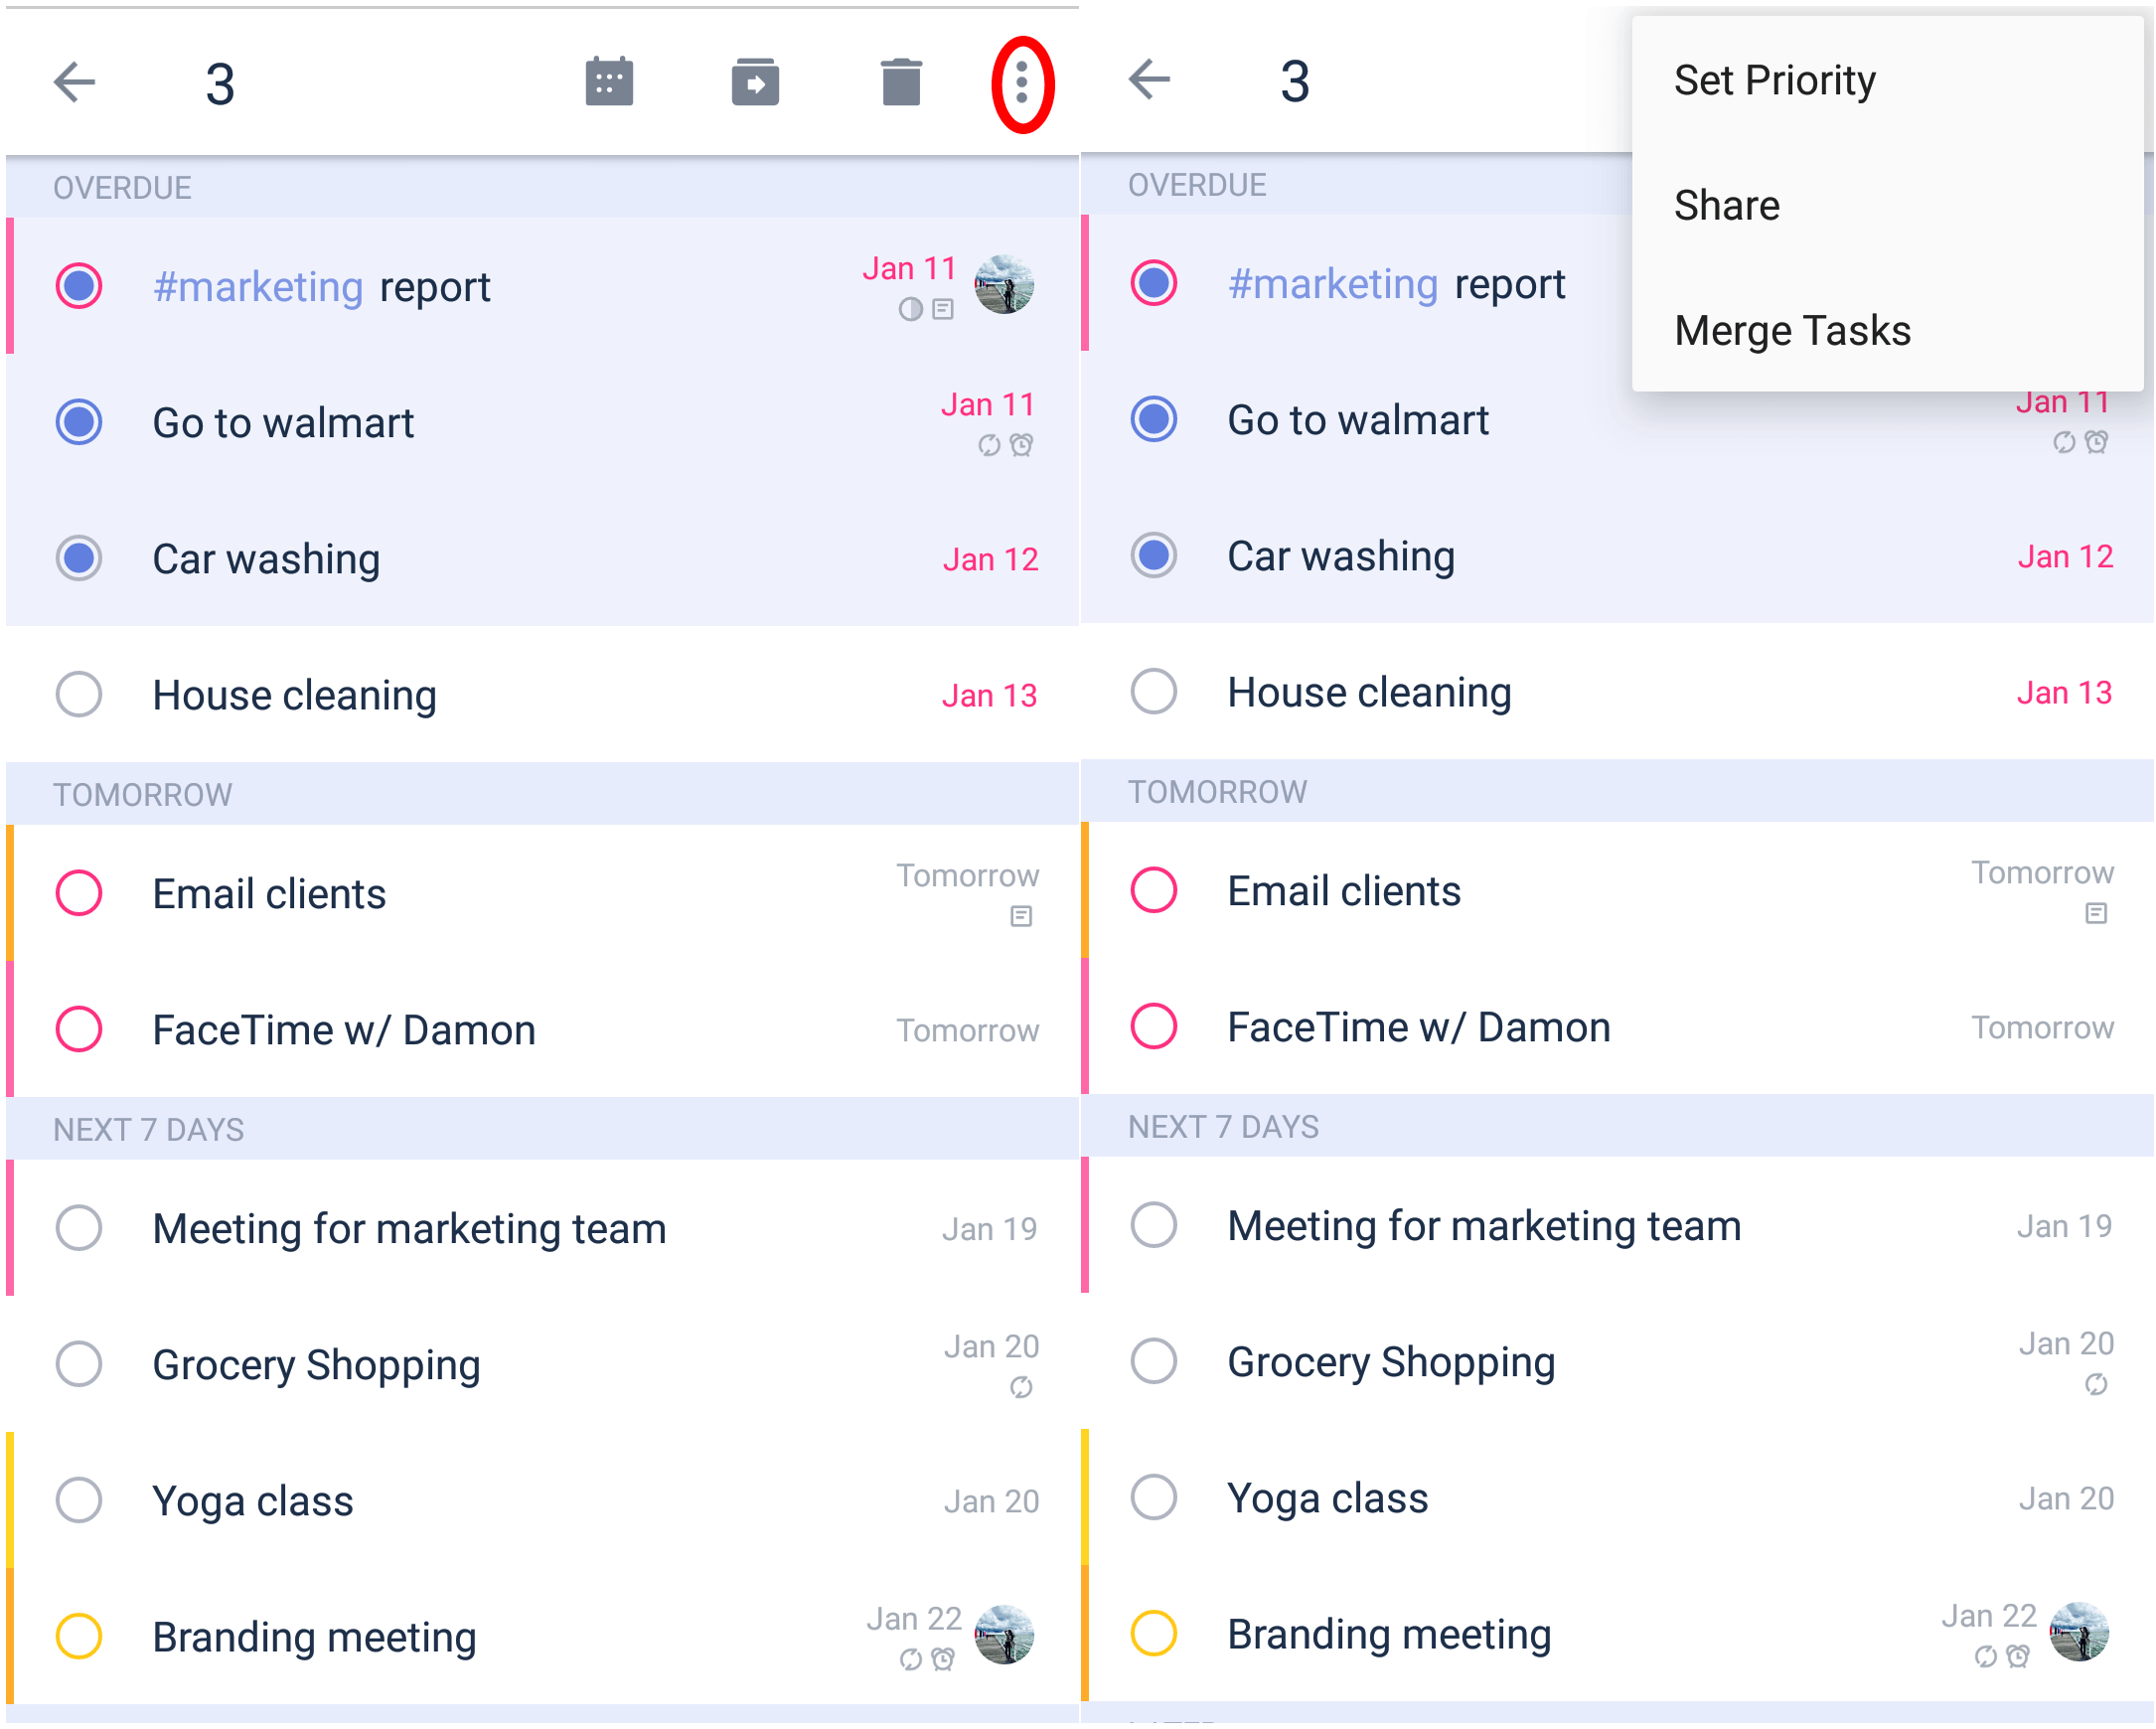 3
OVERDUE
#marketing report
Jan 11
Go to walmart
Jan 11
Car washing
Jan 12
House cleaning
Jan 13
TOMORROW
Email clients
Tomorrow
FaceTime w/ Damon
Tomorrow
NEXT 7 DAYS
Meeting for marketing team
Jan 19
Grocery Shopping
Jan 20
Yoga class
Jan 20
Branding meeting
Jan 22
3
Set Priority
Share
Merge Tasks
OVERDUE
#marketing report
Go to walmart
Jan 11
Car washing
Jan 12
House cleaning
Jan 13
TOMORROW
Email clients
Tomorrow
FaceTime w/ Damon
Tomorrow
NEXT 7 DAYS
Meeting for marketing team
Jan 19
Grocery Shopping
Jan 20
Yoga class
Jan 20
Branding meeting
Jan 22